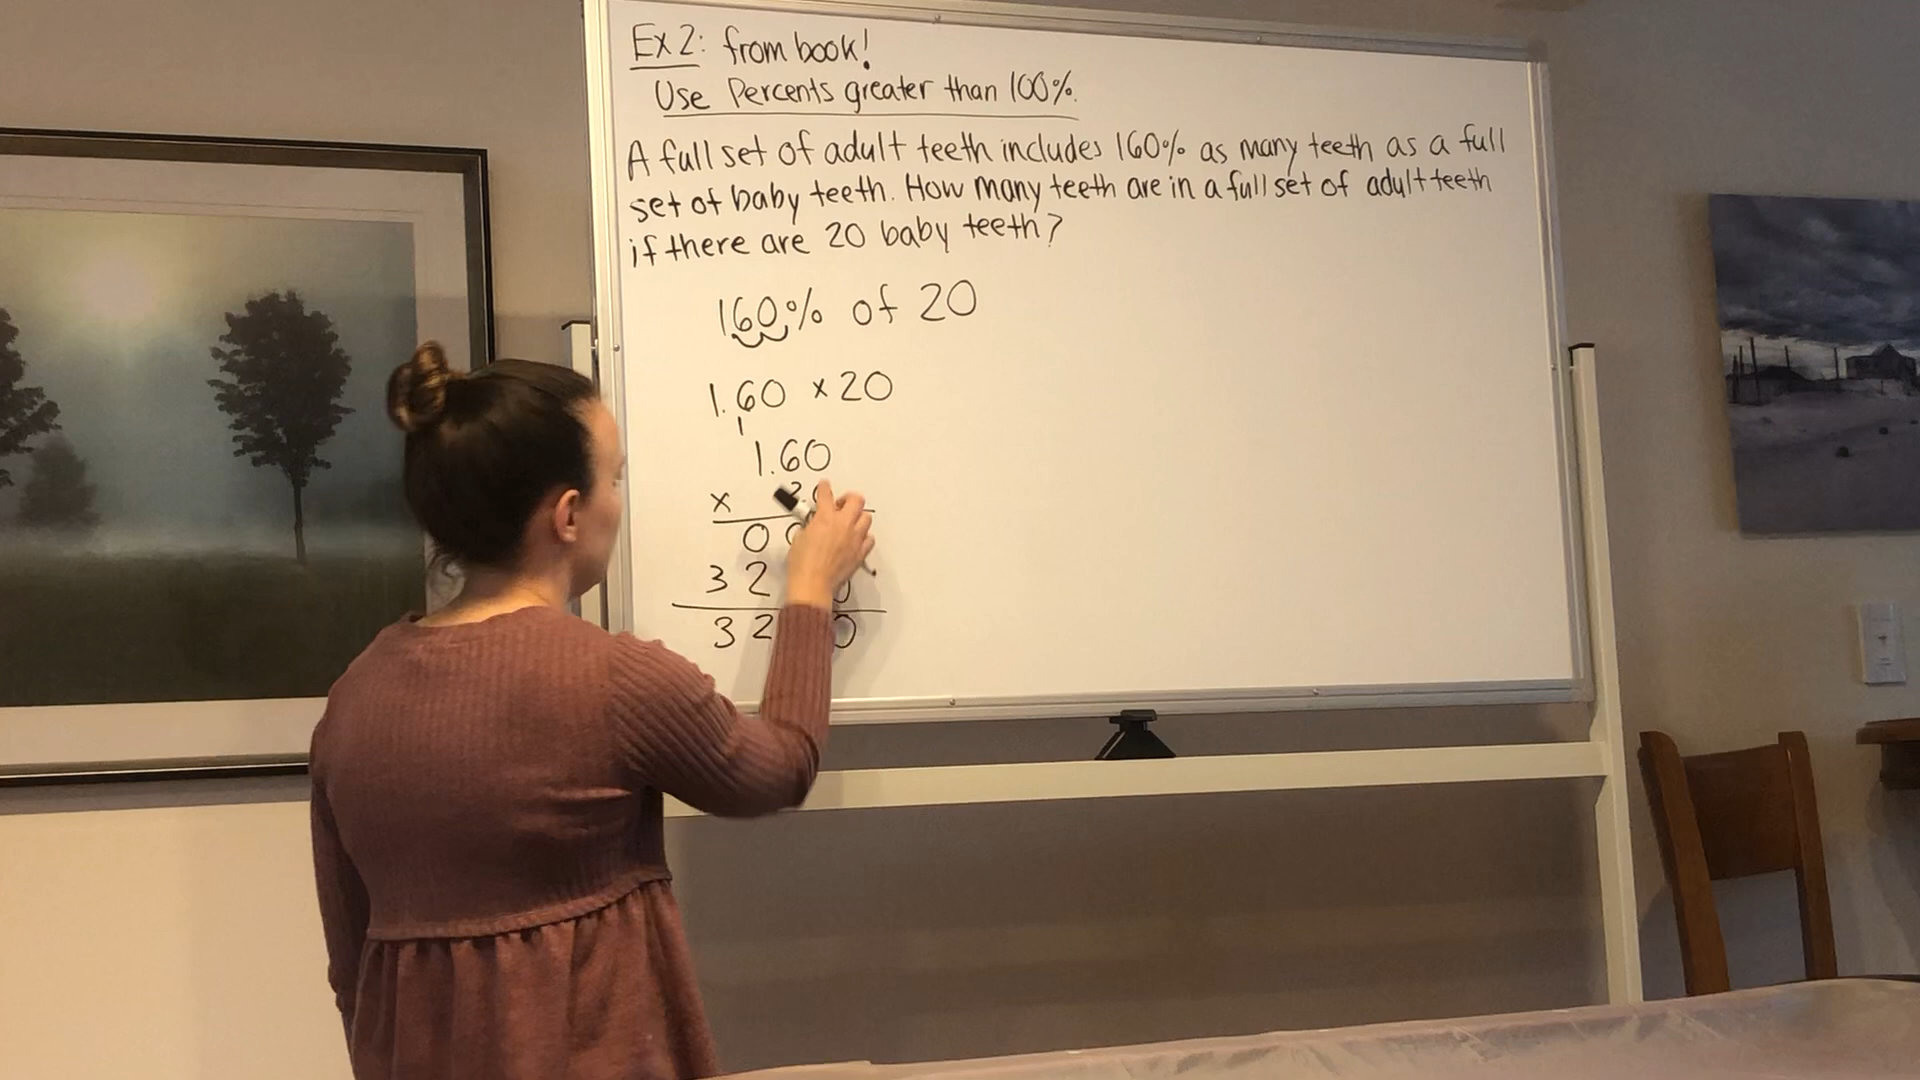 Ex 2: from book!
Use Percents greater than 100%.
A full set of adult teeth includes 160% as many teeth as a full
set of baby teeth. How many teeth are in a full set of adult teeth
if there are 20 baby teeth?
160% of 20
1.60 × 20
1
1.60
×
0
3 2 0
3 2 0